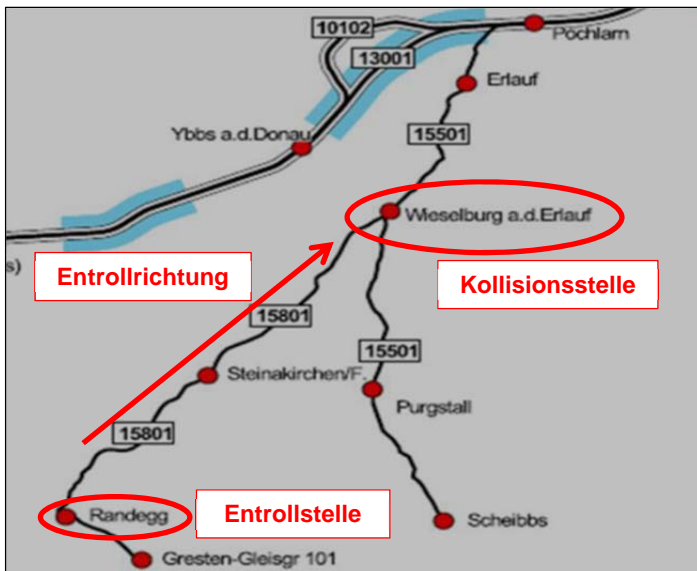 10102
Pöchlarn
13001
Erlauf
Ybbs a.d.Donau
15501
Wieselburg a.d.Erlauf
s)
Entrollrichtung
Kollisionsstelle
15801
15501
Steinakirchen/F.
Purgstall
15801
Randegg
Entrollstelle
Scheibbs
Gresten-Gleisgr 101